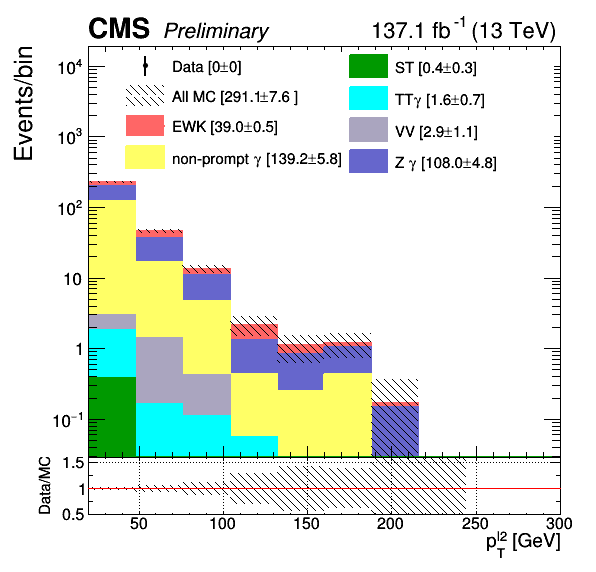 CMS Preliminary 137.1 fb⁻¹ (13 TeV)
Events/bin
10⁴
10³
10²
10
1
10⁻¹
Data [0±0]
All MC [291.1±7.6 ]
EWK [39.0±0.5]
non-prompt γ [139.2±5.8]
ST [0.4±0.3]
TTγ [1.6±0.7]
VV [2.9±1.1]
Z γ [108.0±4.8]
Data/MC
1.5
1
0.5
50 100 150 200 250 300
p_T^l2 [GeV]